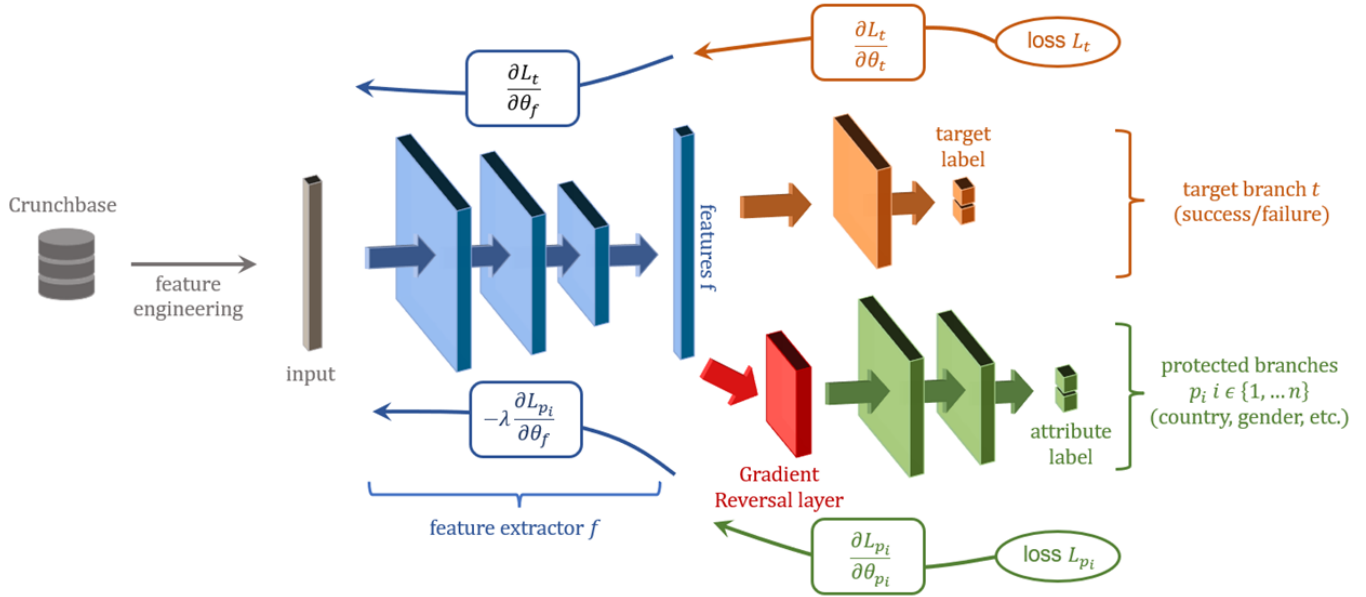 ∂L_t
∂θ_f
∂L_t
∂θ_t
loss L_t
Crunchbase
feature
engineering
input
features f
target
label
target branch t
(success/failure)
−λ ∂L_{p_i}
∂θ_f
feature extractor f
Gradient
Reversal layer
attribute
label
protected branches
p_i i ϵ {1, … n}
(country, gender, etc.)
∂L_{p_i}
∂θ_{p_i}
loss L_{p_i}